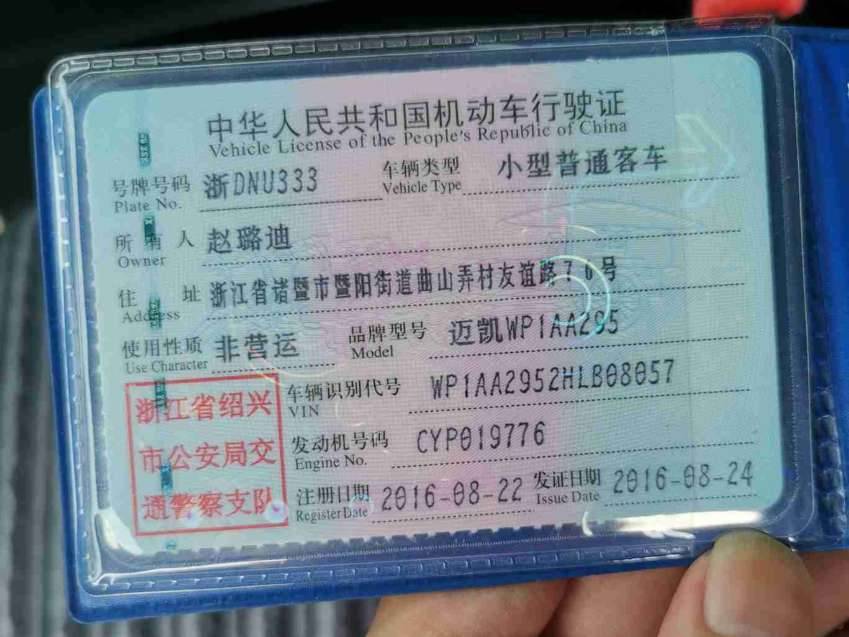 中华人民共和国机动车行驶证
Vehicle License of the People's Republic of China
号牌号码 浙DNU333 车辆类型 小型普通客车
Plate No. Vehicle Type
所有人 赵璐迪
Owner
住址 浙江省诸暨市暨阳街道曲山弄村友谊路76号
Address
使用性质 非营运 品牌型号 迈凯WP1AA295
Use Character Model
浙江省绍兴
市公安局交
通警察支队
车辆识别代号 WP1AA2952HLB08057
VIN
发动机号码 CYP019776
Engine No.
注册日期 2016-08-22 发证日期 2016-08-24
Register Date Issue Date